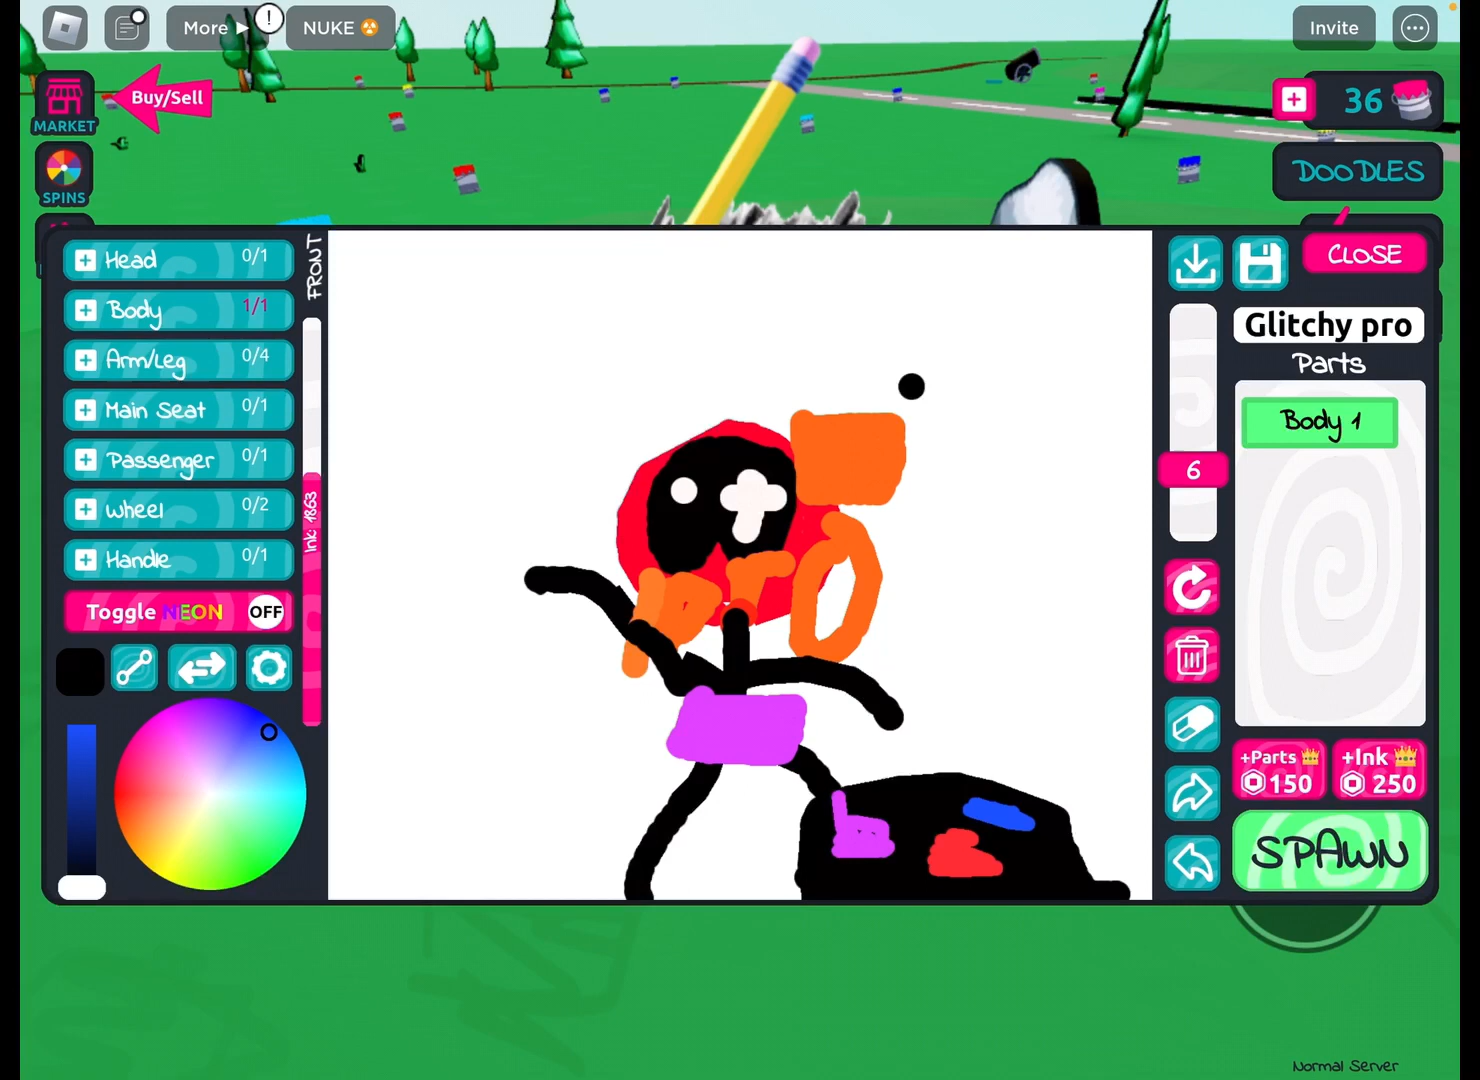 More
!
NUKE
Invite
Buy/Sell
MARKET
36
SPINS
DOODLES
Head 0/1
FRONT
CLOSE
Body 1/1
Glitchy pro
Arm/Leg 0/4
Parts
Main Seat 0/1
Body 1
Passenger 0/1
6
Wheel 0/2
Ink: 1863
Handle 0/1
Toggle NEON OFF
+Parts
150
+Ink
250
SPAWN
Normal Server